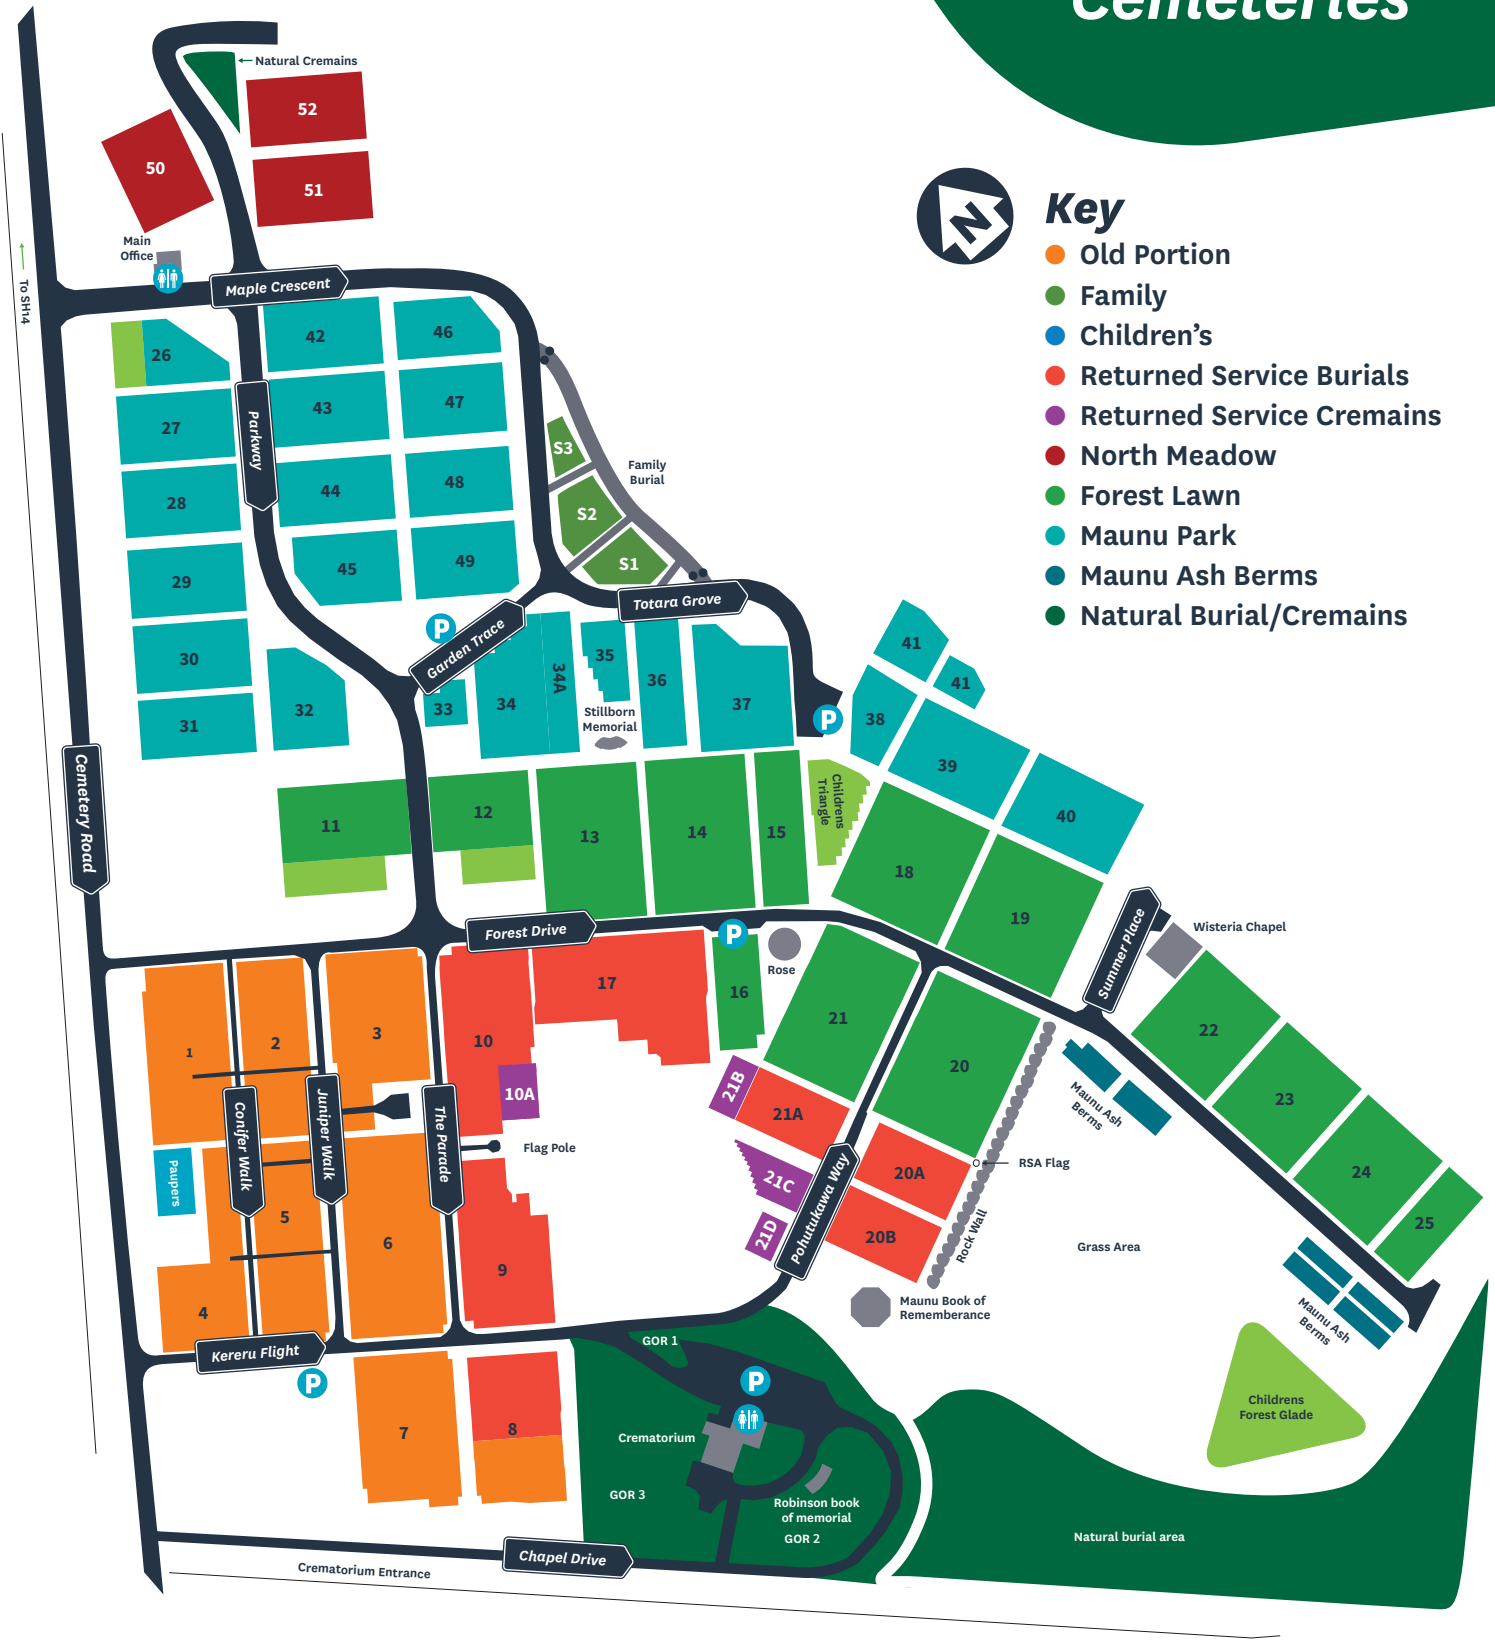 Cemeteries
Natural Cremains
52
50
51
Main
Office
To SH14
Maple Crescent
N
Key
Old Portion
Family
Children's
Returned Service Burials
Returned Service Cremains
North Meadow
Forest Lawn
Maunu Park
Maunu Ash Berms
Natural Burial/Cremains
26
42
46
27
Parkway
43
47
28
44
48
29
45
49
S3
S2
S1
Family
Burial
Totara Grove
P
Garden Trace
30
31
32
33
34
34A
35
36
37
Stillborn
Memorial
P
41
41
38
39
40
Cemetery Road
11
12
13
14
15
Childrens
Triangle
18
19
Forest Drive
P
Rose
Summer Place
Wisteria Chapel
1
2
3
10
17
16
21
20
22
23
24
25
10A
21B
21A
Maunu Ash
Berms
Conifer Walk
Juniper Walk
The Parade
Flag Pole
Paupers
21C
21D
Pohutukawa Way
20A
20B
RSA Flag
Rock Wall
Grass Area
5
6
9
4
Maunu Book of
Rememberance
Maunu Ash
Berms
Kereru Flight
P
GOR 1
P
7
8
Crematorium
GOR 3
Robinson book
of memorial
GOR 2
Childrens
Forest Glade
Natural burial area
Chapel Drive
Crematorium Entrance